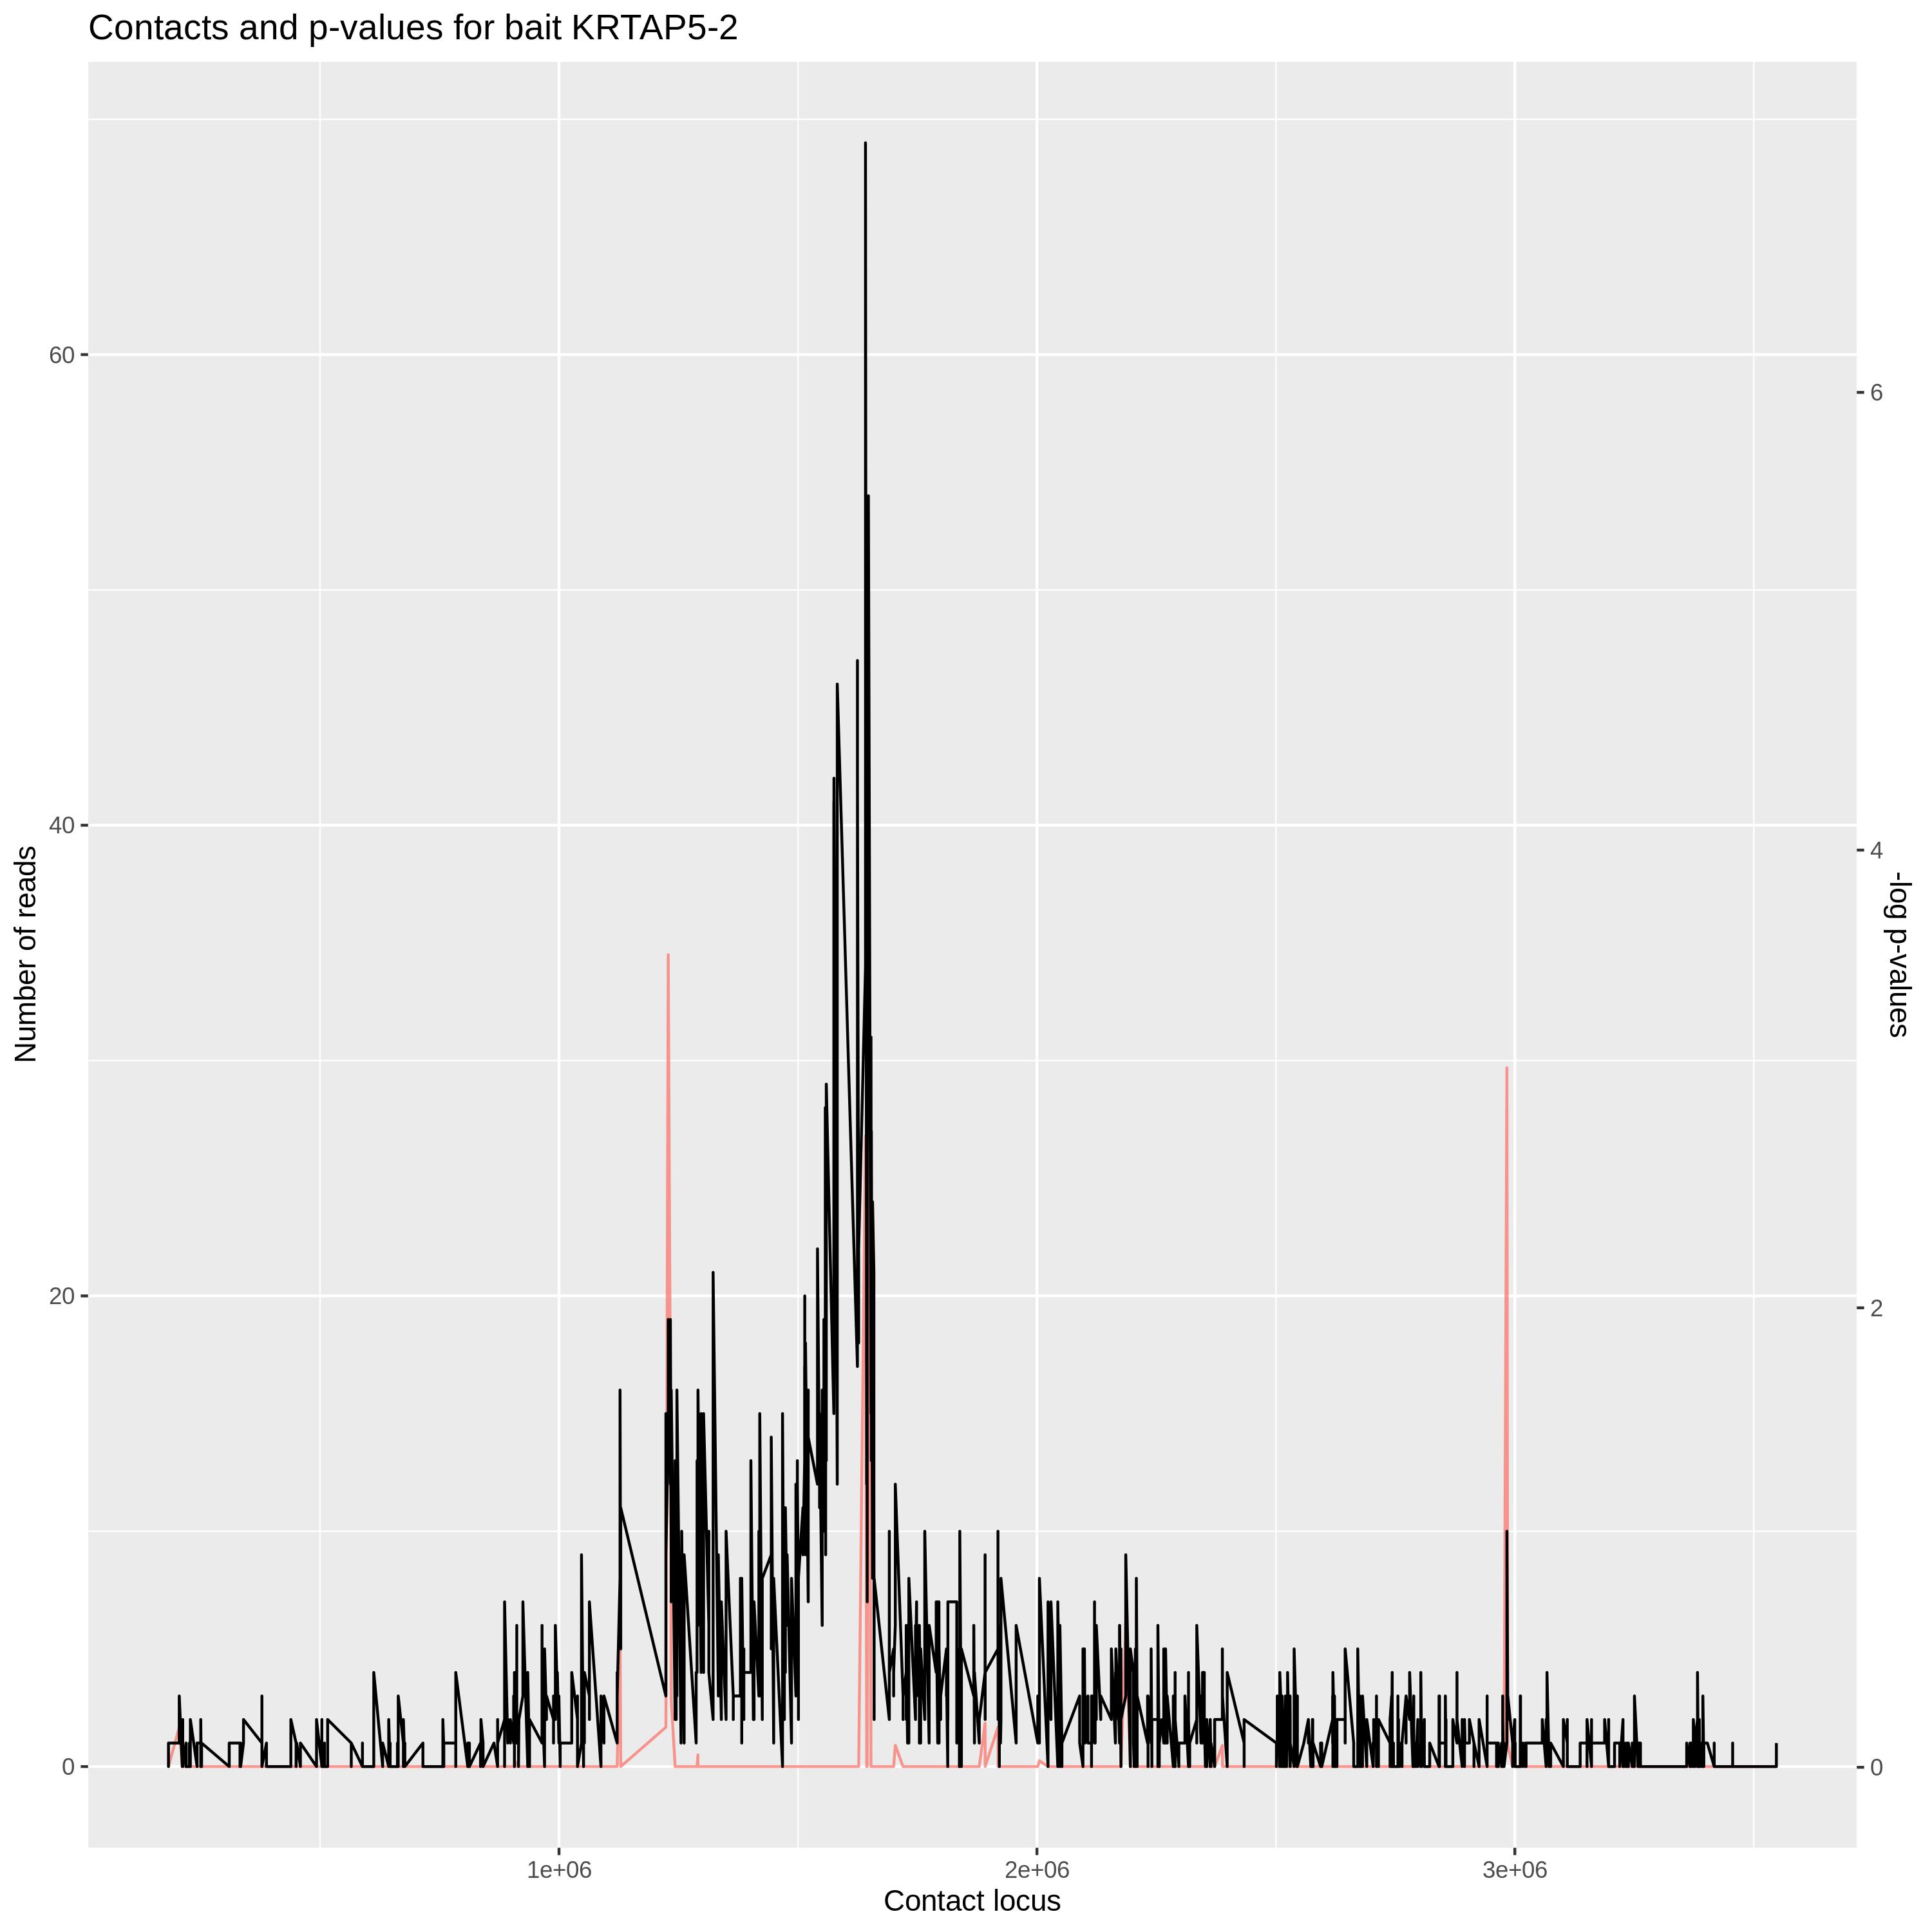 Contacts and p-values for bait KRTAP5-2
Number of reads
60
40
20
0
6
4
2
0
-log p-values
1e+06
2e+06
3e+06
Contact locus